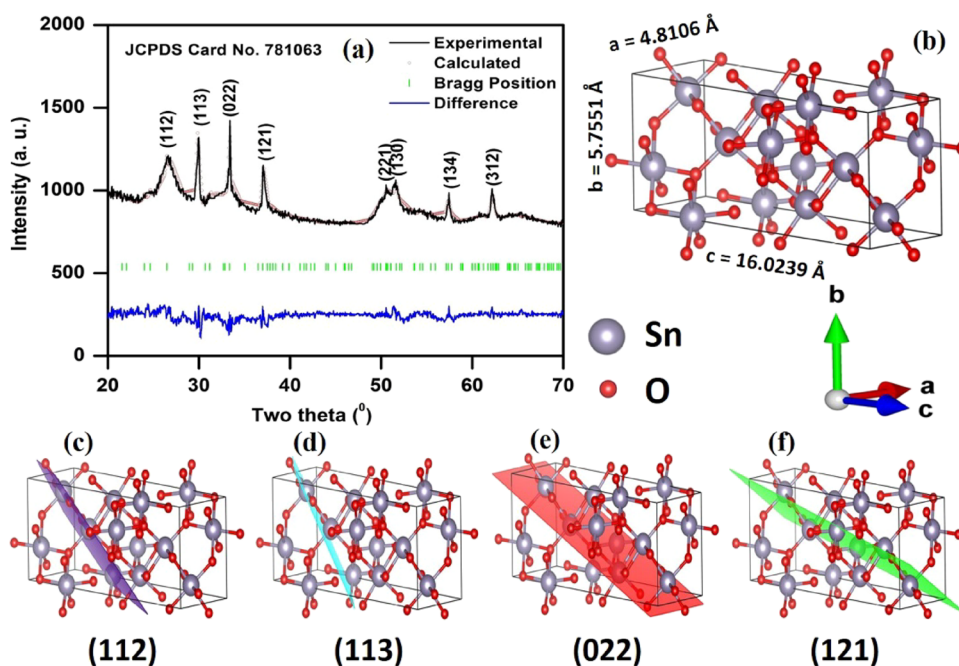 JCPDS Card No. 781063
(a)
Experimental
Calculated
Bragg Position
Difference
2000
1500
1000
500
0
Intensity (a. u.)
(112)
(113)
(022)
(121)
(221)
(130)
(134)
(312)
20
30
40
50
60
70
Two theta (⁰)
(b)
a = 4.8106 Å
b = 5.7551 Å
c = 16.0239 Å
Sn
O
b
a
c
(c)
(d)
(e)
(f)
(112)
(113)
(022)
(121)